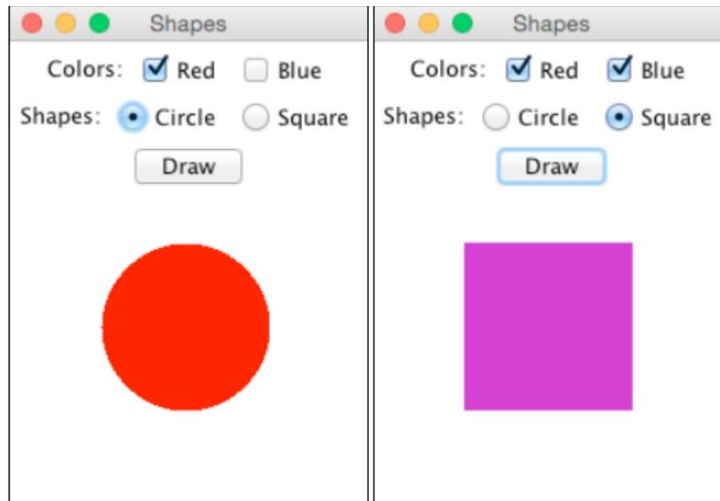 Shapes
Colors: Red Blue
Shapes: Circle Square
Draw
Shapes
Colors: Red Blue
Shapes: Circle Square
Draw